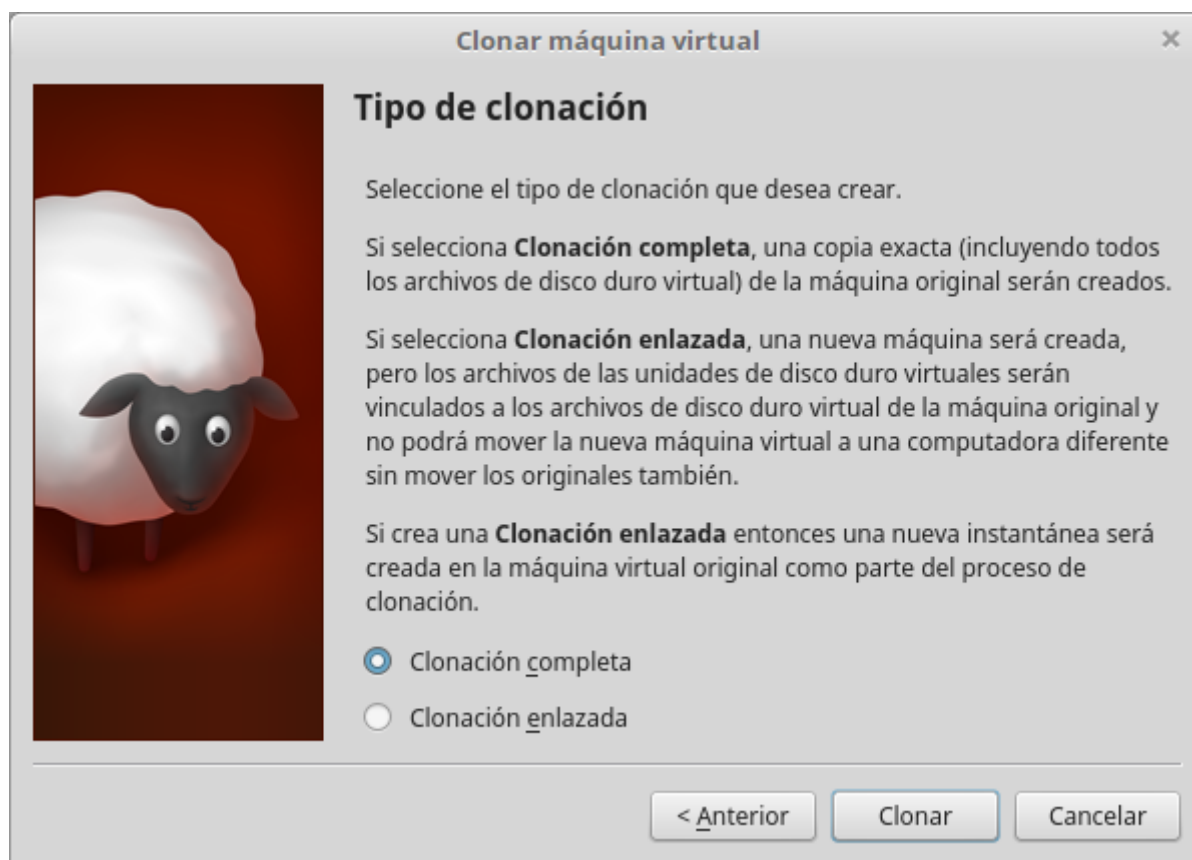 Clonar máquina virtual
Tipo de clonación
Seleccione el tipo de clonación que desea crear.
Si selecciona Clonación completa, una copia exacta (incluyendo todos
los archivos de disco duro virtual) de la máquina original serán creados.
Si selecciona Clonación enlazada, una nueva máquina será creada,
pero los archivos de las unidades de disco duro virtuales serán
vinculados a los archivos de disco duro virtual de la máquina original y
no podrá mover la nueva máquina virtual a una computadora diferente
sin mover los originales también.
Si crea una Clonación enlazada entonces una nueva instantánea será
creada en la máquina virtual original como parte del proceso de
clonación.
Clonación completa
Clonación enlazada
< Anterior Clonar Cancelar